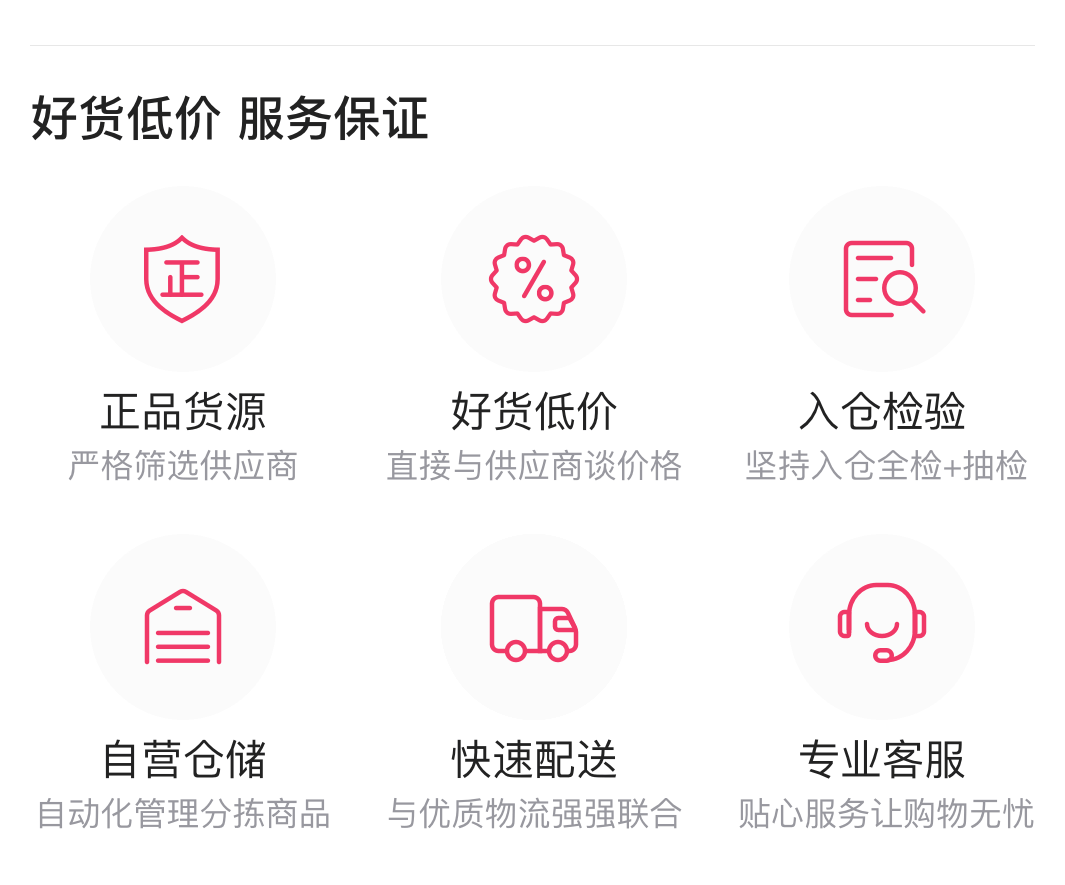 好货低价 服务保证
正
正品货源
严格筛选供应商
%
好货低价
直接与供应商谈价格
入仓检验
坚持入仓全检+抽检
自营仓储
自动化管理分拣商品
快速配送
与优质物流强强联合
专业客服
贴心服务让购物无忧